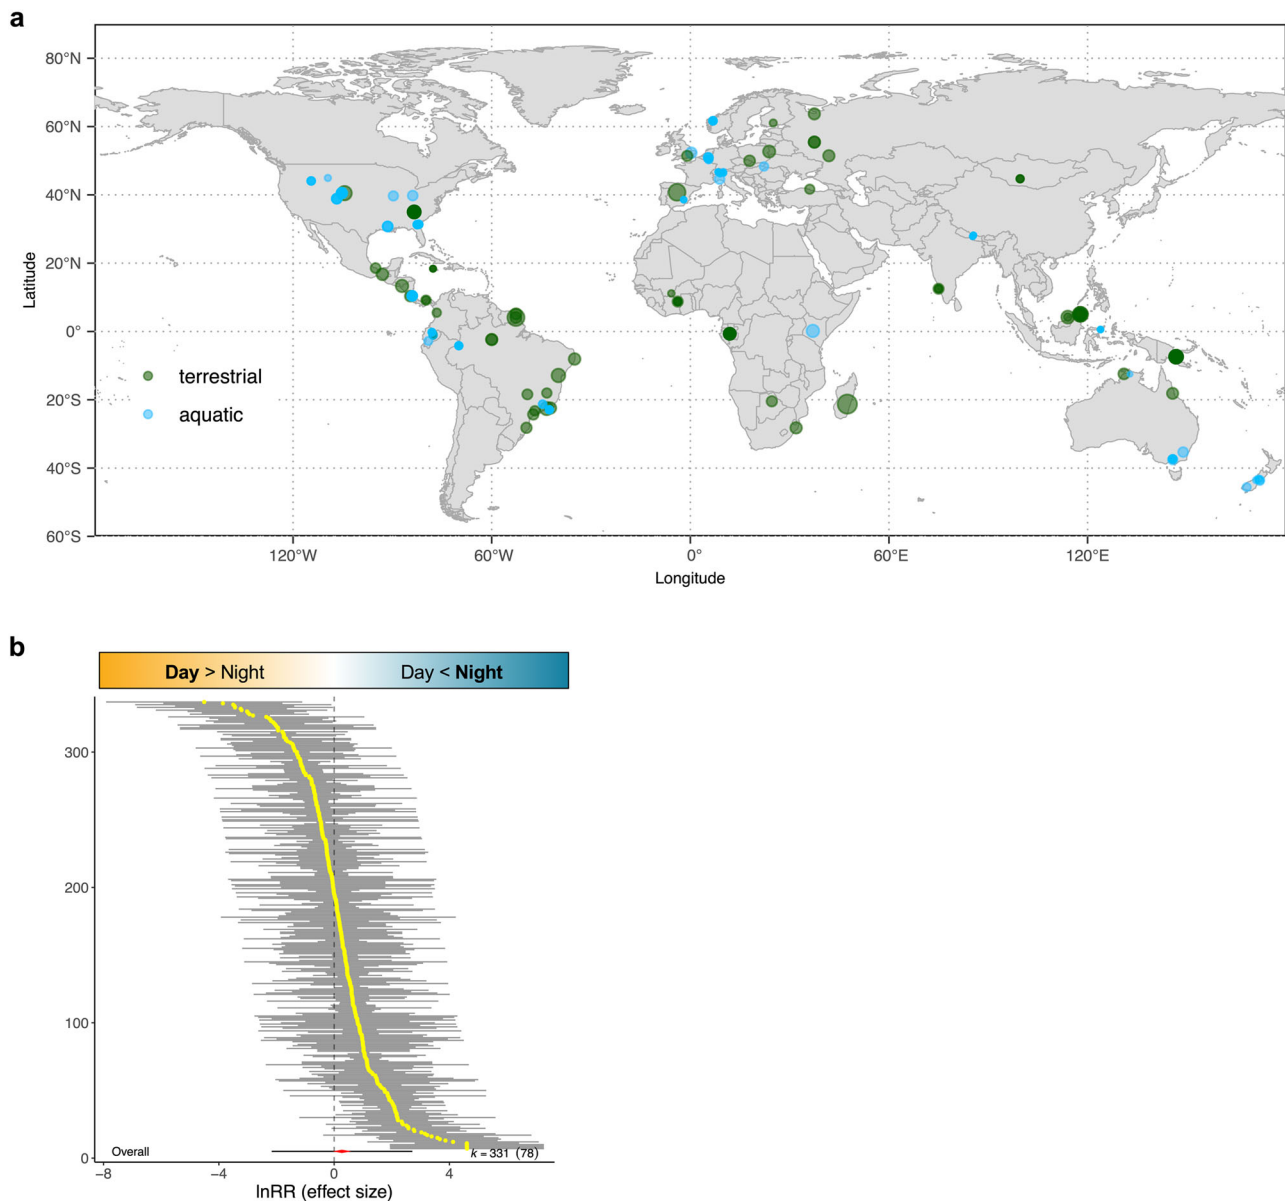 a
80°N
60°N
40°N
20°N
0°
20°S
40°S
60°S
Latitude
terrestrial
aquatic
120°W 60°W 0° 60°E 120°E
Longitude
b
Day > Night Day < Night
300
200
100
0
Overall k = 331 (78)
−8 −4 0 4
lnRR (effect size)